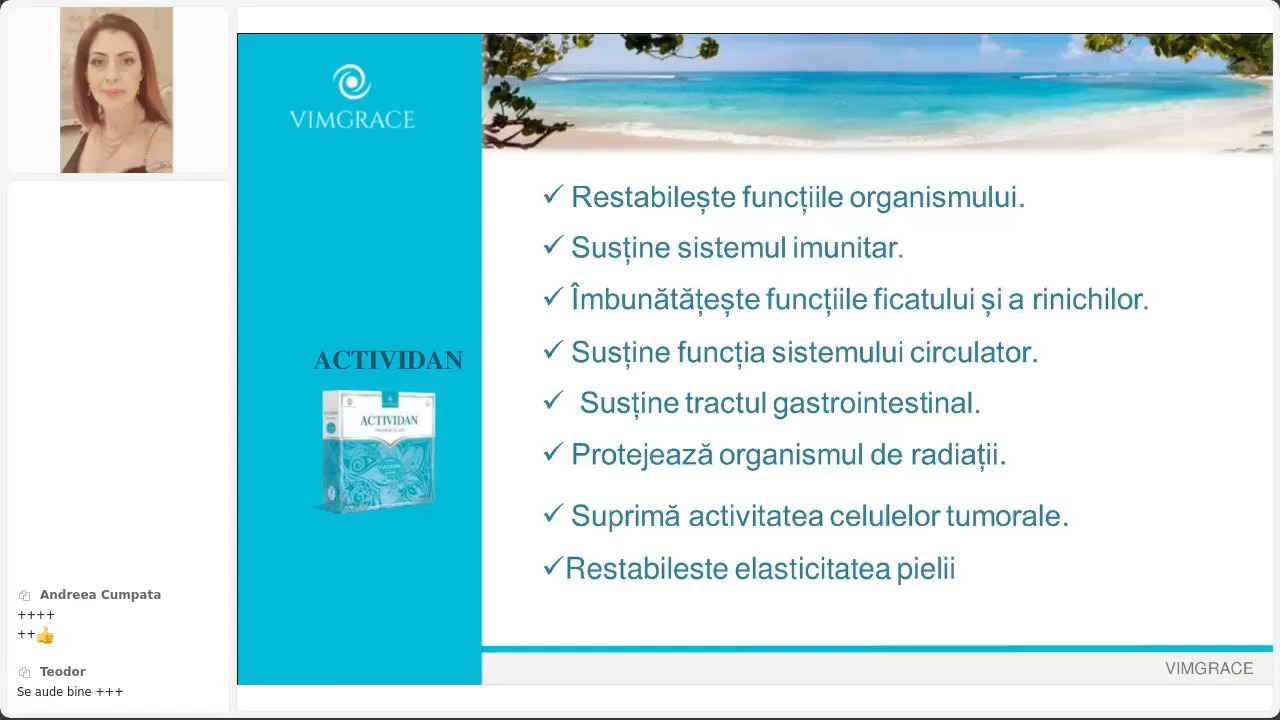 VIMGRACE
ACTIVIDAN
ACTIVIDAN
✓ Restabilește funcțiile organismului.
✓ Susține sistemul imunitar.
✓ Îmbunătățește funcțiile ficatului și a rinichilor.
✓ Susține funcția sistemului circulator.
✓ Susține tractul gastrointestinal.
✓ Protejează organismul de radiații.
✓ Suprimă activitatea celulelor tumorale.
✓Restabileste elasticitatea pielii
VIMGRACE
Andreea Cumpata
++++
++👍
Teodor
Se aude bine +++